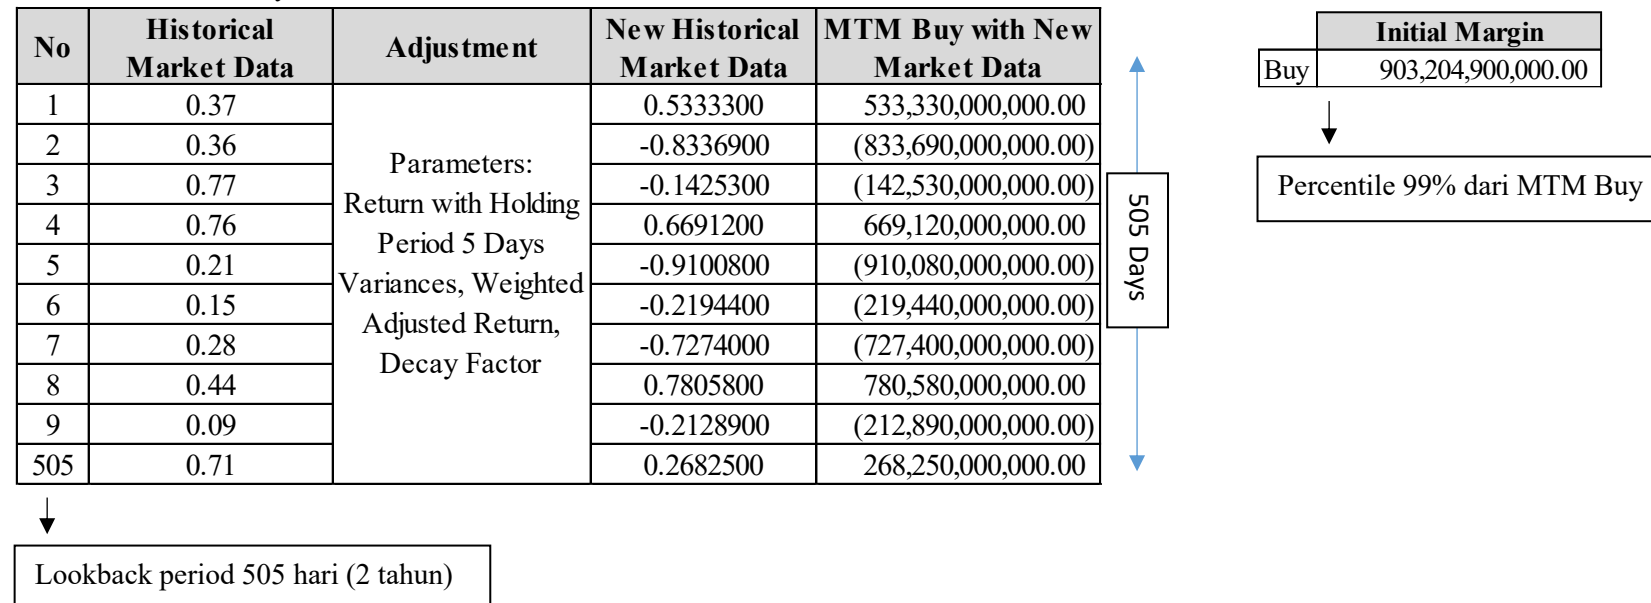 No
Historical
Market Data
Adjustment
New Historical
Market Data
MTM Buy with New
Market Data
1 0.37 0.5333300 533,330,000,000.00
2 0.36 -0.8336900 (833,690,000,000.00)
3 0.77 -0.1425300 (142,530,000,000.00)
4 0.76 0.6691200 669,120,000,000.00
5 0.21 -0.9100800 (910,080,000,000.00)
6 0.15 -0.2194400 (219,440,000,000.00)
7 0.28 -0.7274000 (727,400,000,000.00)
8 0.44 0.7805800 780,580,000,000.00
9 0.09 -0.2128900 (212,890,000,000.00)
505 0.71 0.2682500 268,250,000,000.00
Parameters:
Return with Holding
Period 5 Days
Variances, Weighted
Adjusted Return,
Decay Factor
505 Days
Lookback period 505 hari (2 tahun)
Initial Margin
Buy 903,204,900,000.00
Percentile 99% dari MTM Buy